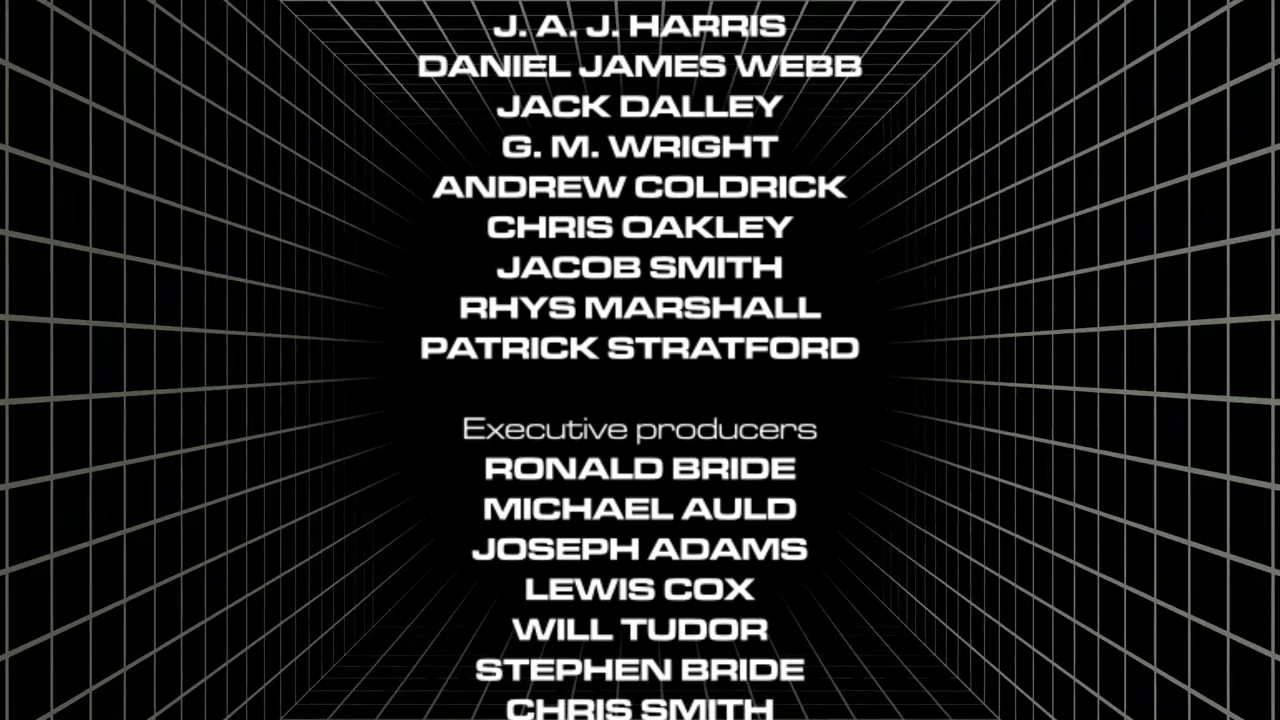 J. A. J. HARRIS
DANIEL JAMES WEBB
JACK DALLEY
G. M. WRIGHT
ANDREW COLDRICK
CHRIS OAKLEY
JACOB SMITH
RHYS MARSHALL
PATRICK STRATFORD
Executive producers
RONALD BRIDE
MICHAEL AULD
JOSEPH ADAMS
LEWIS COX
WILL TUDOR
STEPHEN BRIDE
CHRIS SMITH